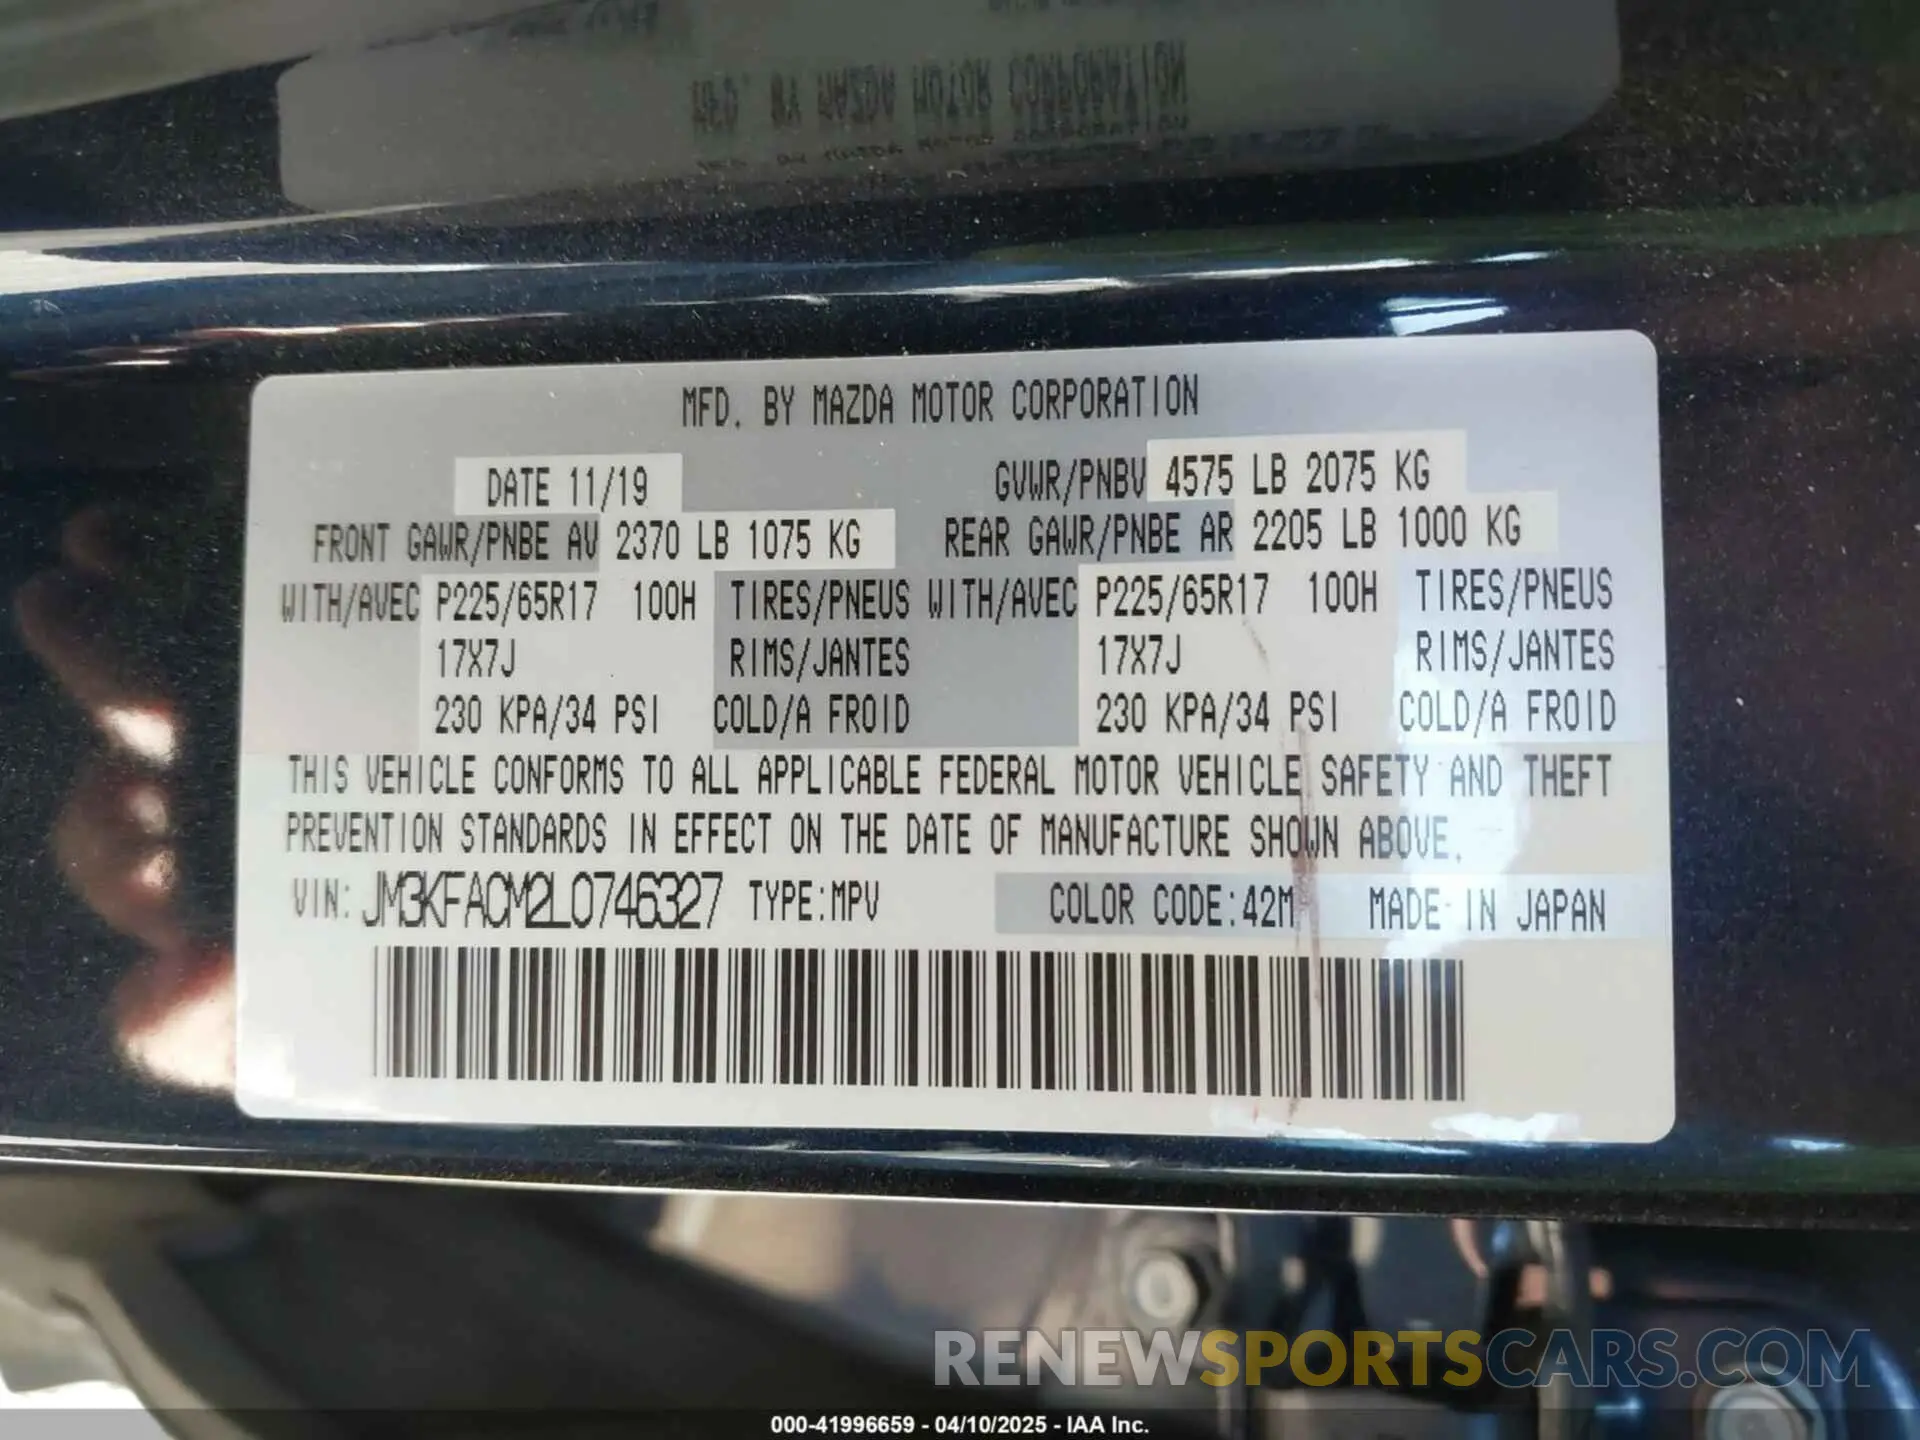 MFD. BY MAZDA MOTOR CORPORATION
MFD. BY MAZDA MOTOR CORPORATION
DATE 11/19 GVWR/PNBV 4575 LB 2075 KG
FRONT GAWR/PNBE AV 2370 LB 1075 KG REAR GAWR/PNBE AR 2205 LB 1000 KG
WITH/AVEC P225/65R17 100H TIRES/PNEUS WITH/AVEC P225/65R17 100H TIRES/PNEUS
17X7J RIMS/JANTES 17X7J RIMS/JANTES
230 KPA/34 PSI COLD/A FROID 230 KPA/34 PSI COLD/A FROID
THIS VEHICLE CONFORMS TO ALL APPLICABLE FEDERAL MOTOR VEHICLE SAFETY AND THEFT
PREVENTION STANDARDS IN EFFECT ON THE DATE OF MANUFACTURE SHOWN ABOVE.
VIN: JM3KFACM2L0746327 TYPE:MPV COLOR CODE:42M MADE IN JAPAN
RENEWSPORTSCARS.COM
000-41996659 - 04/10/2025 - IAA Inc.